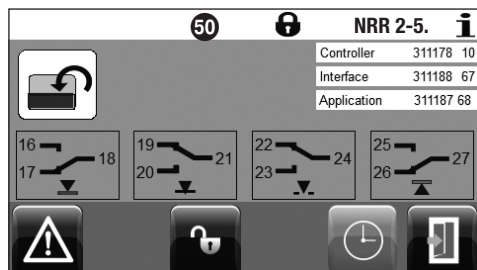 50 NRR 2-5. i
Controller 311178 10
Interface 311188 67
Application 311187 68
16 17 18 19 20 21 22 23 24 25 26 27